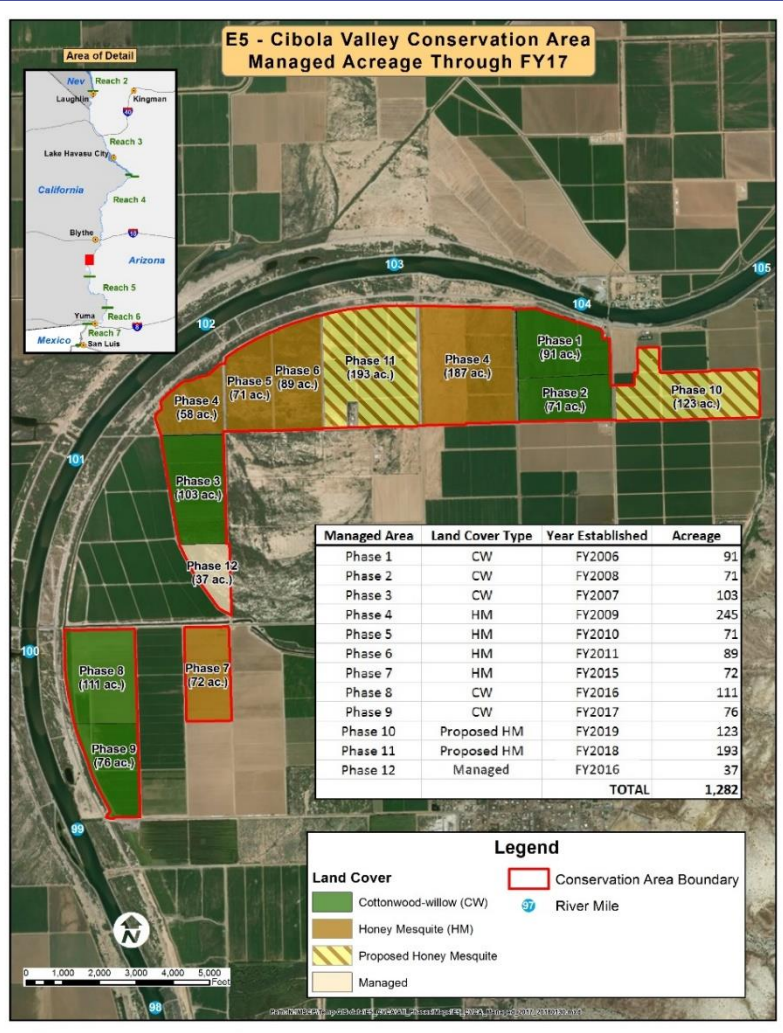 E5 - Cibola Valley Conservation Area
Managed Acreage Through FY17
Area of Detail
Nev
Reach 2
Laughlin
Kingman
40
Reach 3
Lake Havasu City
California
Reach 4
Blythe
10
Arizona
Reach 5
Yuma
Reach 6
8
Reach 7
Mexico
San Luis
103
105
104
102
101
100
99
98
Phase 1
(91 ac.)
Phase 11
(193 ac.)
Phase 4
(187 ac.)
Phase 6
(89 ac.)
Phase 5
(71 ac.)
Phase 2
(71 ac.)
Phase 10
(123 ac.)
Phase 4
(58 ac.)
Phase 3
(103 ac.)
Phase 12
(37 ac.)
Phase 8
(111 ac.)
Phase 7
(72 ac.)
Phase 9
(76 ac.)
Managed Area Land Cover Type Year Established Acreage
Phase 1 CW FY2006 91
Phase 2 CW FY2008 71
Phase 3 CW FY2007 103
Phase 4 HM FY2009 245
Phase 5 HM FY2010 71
Phase 6 HM FY2011 89
Phase 7 HM FY2015 72
Phase 8 CW FY2016 111
Phase 9 CW FY2017 76
Phase 10 Proposed HM FY2019 123
Phase 11 Proposed HM FY2018 193
Phase 12 Managed FY2016 37
TOTAL 1,282
Legend
Land Cover
Cottonwood-willow (CW)
Honey Mesquite (HM)
Proposed Honey Mesquite
Managed
Conservation Area Boundary
97 River Mile
N
0 1,000 2,000 3,000 4,000 5,000
Feet